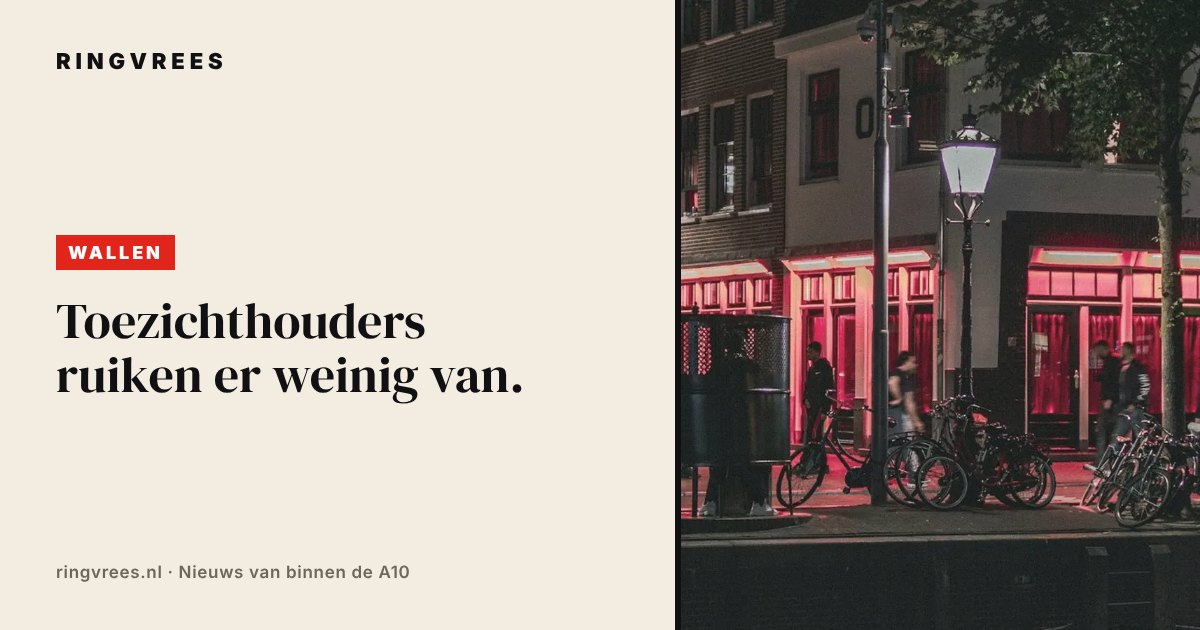 RINGVREES
WALLEN
Toezichthouders
ruiken er weinig van.
ringvrees.nl · Nieuws van binnen de A10